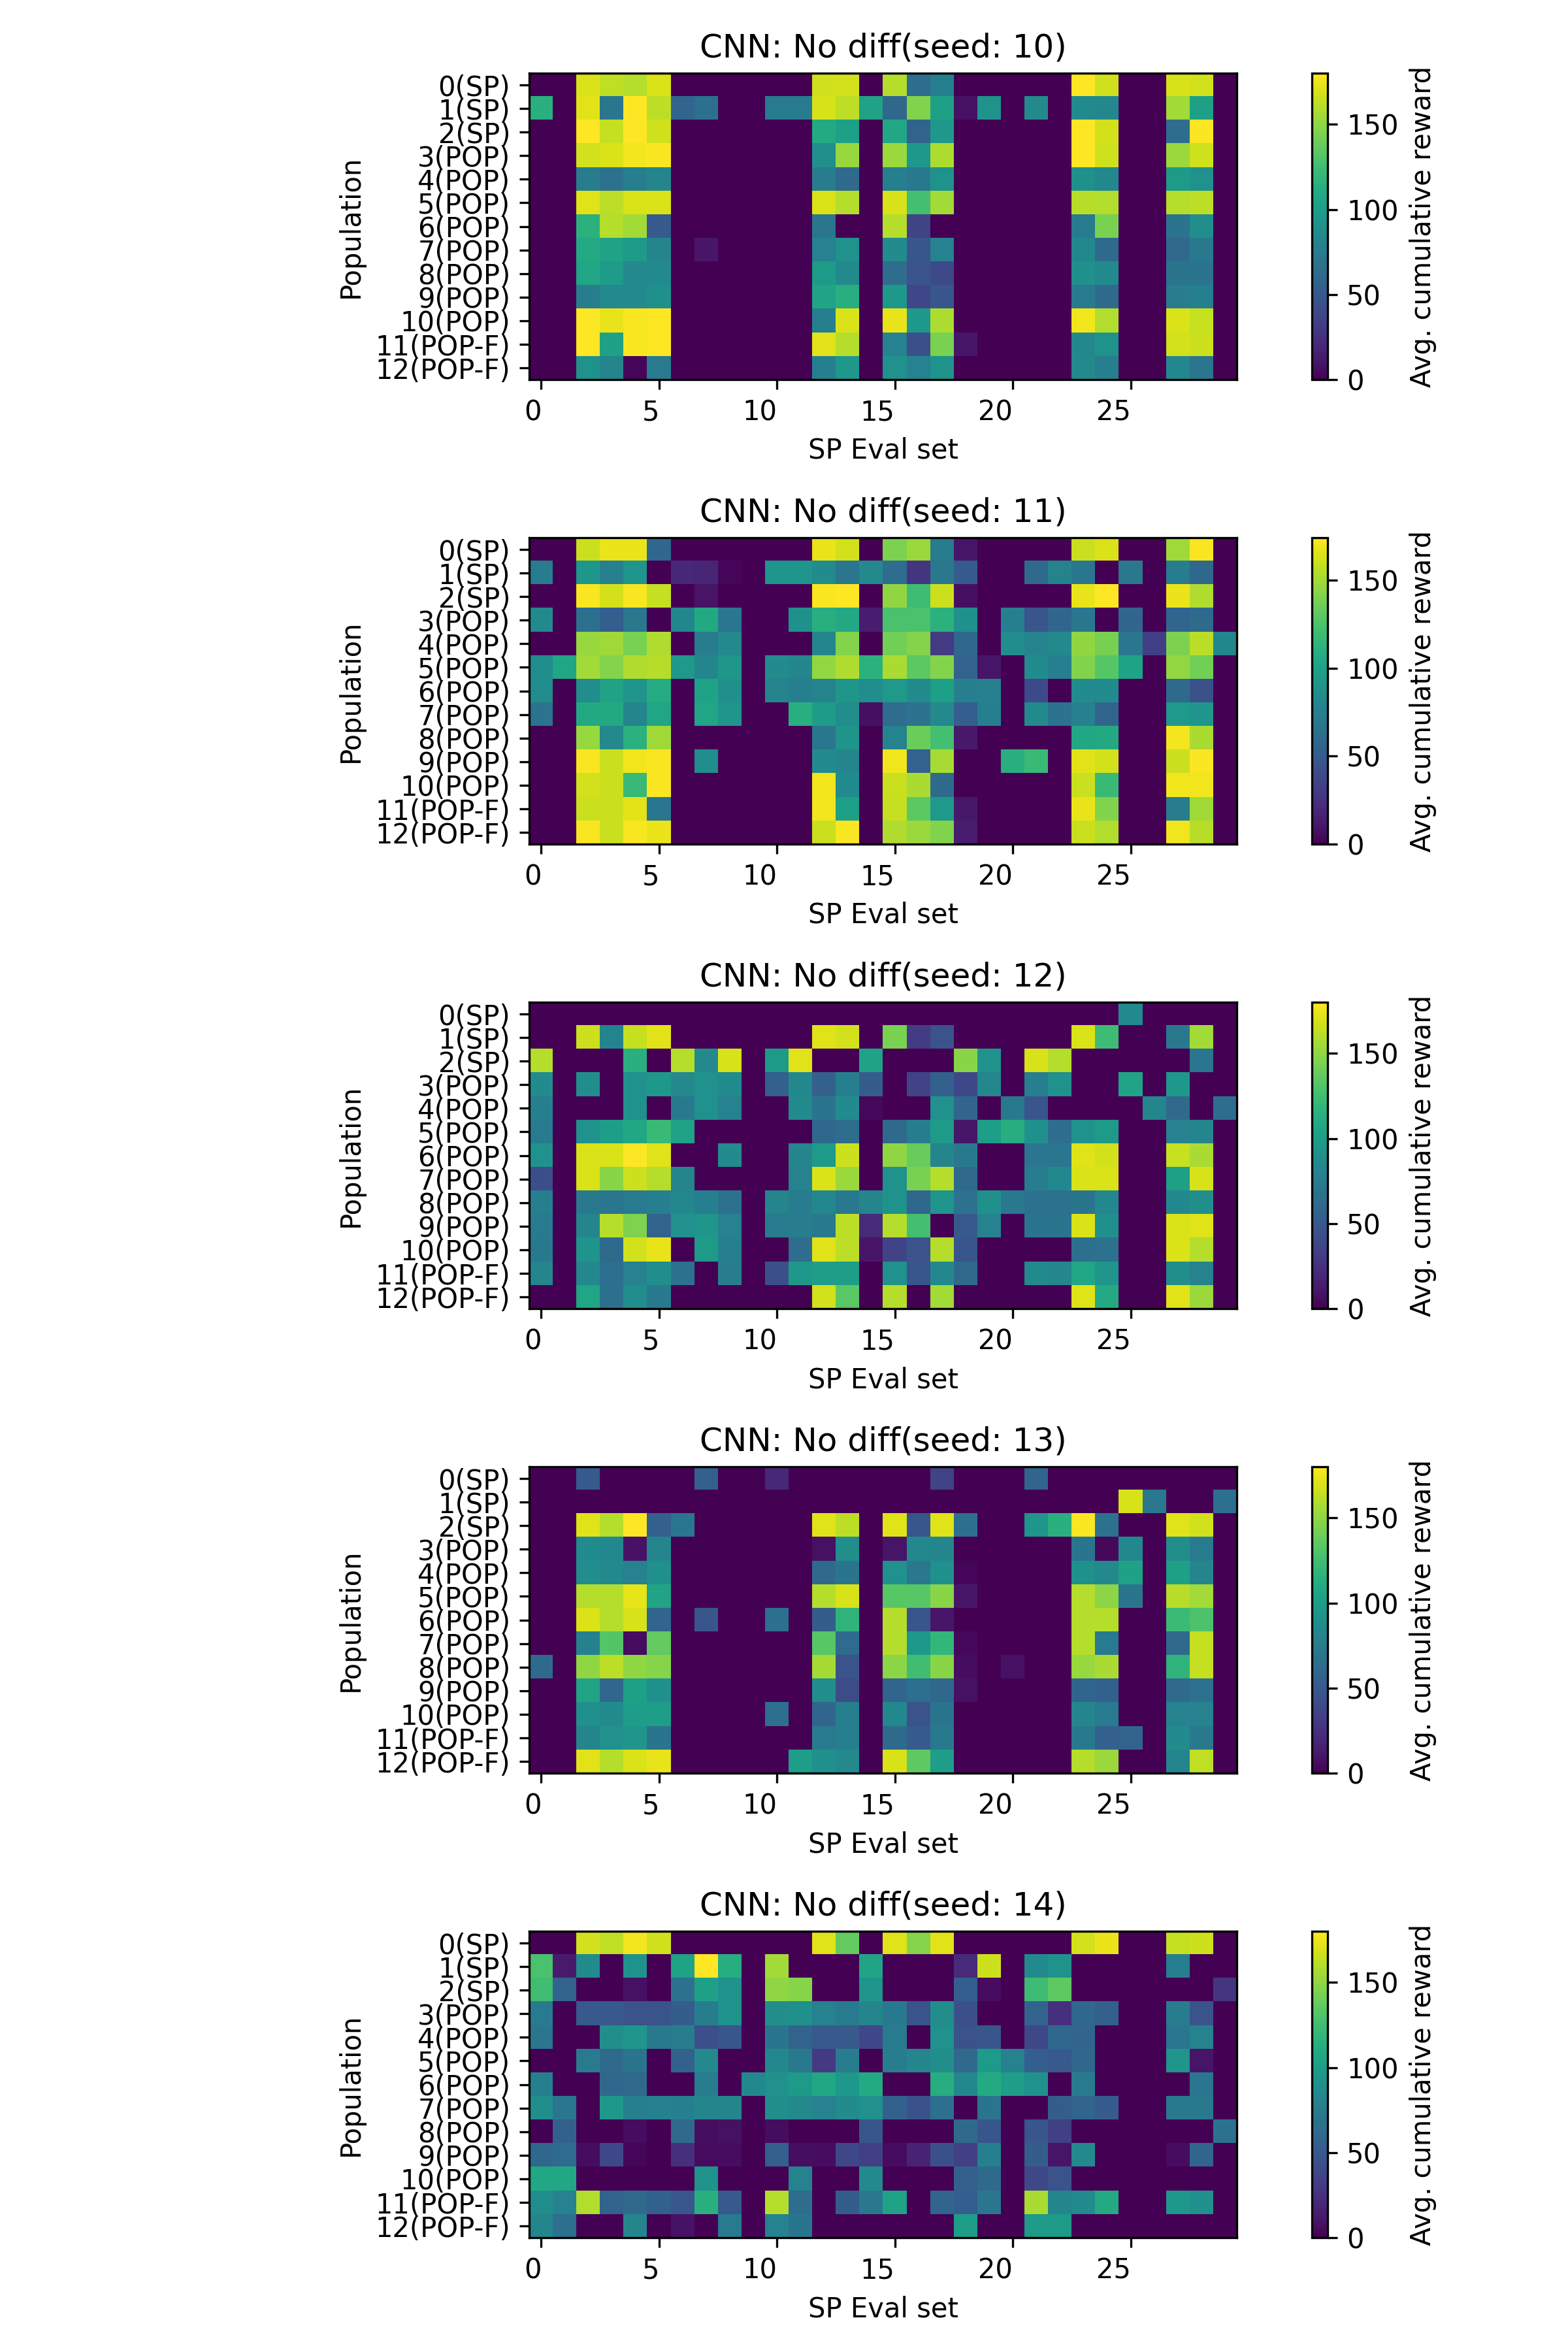 CNN: No diff(seed: 10)
0(SP)
1(SP)
2(SP)
3(POP)
4(POP)
5(POP)
6(POP)
7(POP)
8(POP)
9(POP)
10(POP)
11(POP-F)
12(POP-F)
Population
0 5 10 15 20 25
SP Eval set
150
100
50
0
Avg. cumulative reward
CNN: No diff(seed: 11)
0(SP)
1(SP)
2(SP)
3(POP)
4(POP)
5(POP)
6(POP)
7(POP)
8(POP)
9(POP)
10(POP)
11(POP-F)
12(POP-F)
Population
0 5 10 15 20 25
SP Eval set
150
100
50
0
Avg. cumulative reward
CNN: No diff(seed: 12)
0(SP)
1(SP)
2(SP)
3(POP)
4(POP)
5(POP)
6(POP)
7(POP)
8(POP)
9(POP)
10(POP)
11(POP-F)
12(POP-F)
Population
0 5 10 15 20 25
SP Eval set
150
100
50
0
Avg. cumulative reward
CNN: No diff(seed: 13)
0(SP)
1(SP)
2(SP)
3(POP)
4(POP)
5(POP)
6(POP)
7(POP)
8(POP)
9(POP)
10(POP)
11(POP-F)
12(POP-F)
Population
0 5 10 15 20 25
SP Eval set
150
100
50
0
Avg. cumulative reward
CNN: No diff(seed: 14)
0(SP)
1(SP)
2(SP)
3(POP)
4(POP)
5(POP)
6(POP)
7(POP)
8(POP)
9(POP)
10(POP)
11(POP-F)
12(POP-F)
Population
0 5 10 15 20 25
SP Eval set
150
100
50
0
Avg. cumulative reward